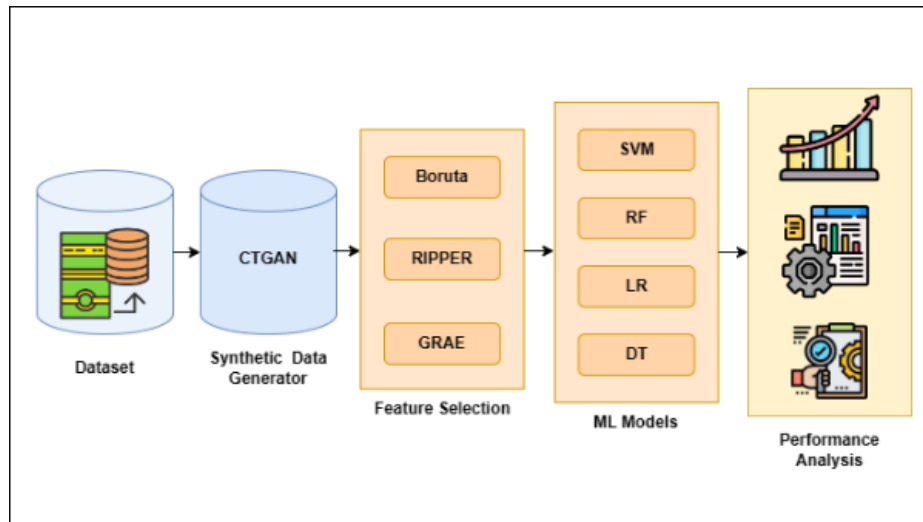 Dataset
CTGAN
Synthetic Data
Generator
Boruta
RIPPER
GRAE
Feature Selection
SVM
RF
LR
DT
ML Models
Performance
Analysis